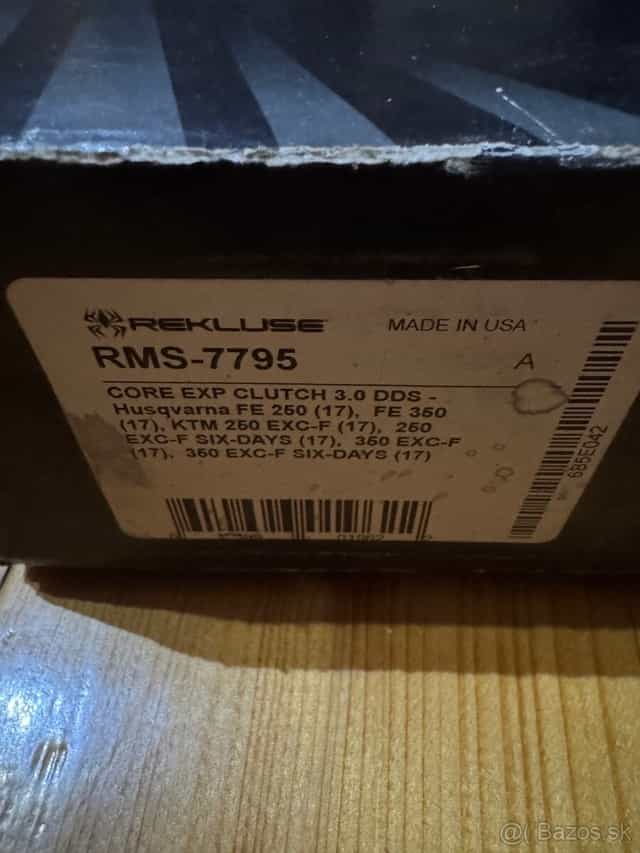 REKLUSE MADE IN USA
RMS-7795 A
CORE EXP CLUTCH 3.0 DDS -
Husqvarna FE 250 (17), FE 350
(17), KTM 250 EXC-F (17), 250
EXC-F SIX-DAYS (17), 350 EXC-F
(17), 350 EXC-F SIX-DAYS (17)
6B5E042
@( Bazos.sk